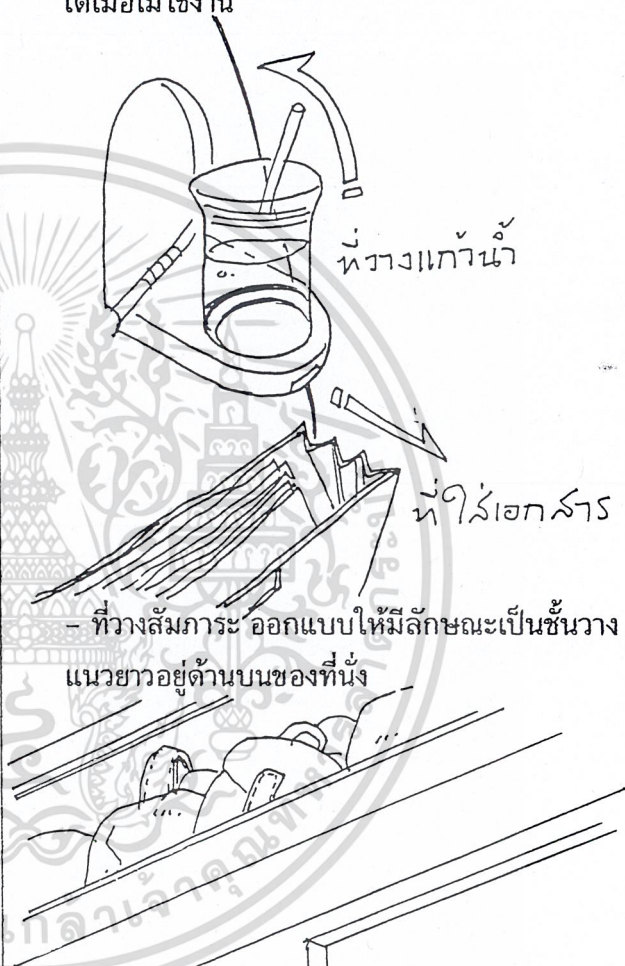 ได้เมื่อไม่ใช้งาน
ที่วางแก้วน้ำ
ที่ใส่เอกสาร
- ที่วางสัมภาระ ออกแบบให้มีลักษณะเป็นชั้นวาง
แนวยาวอยู่ด้านบนของที่นั่ง